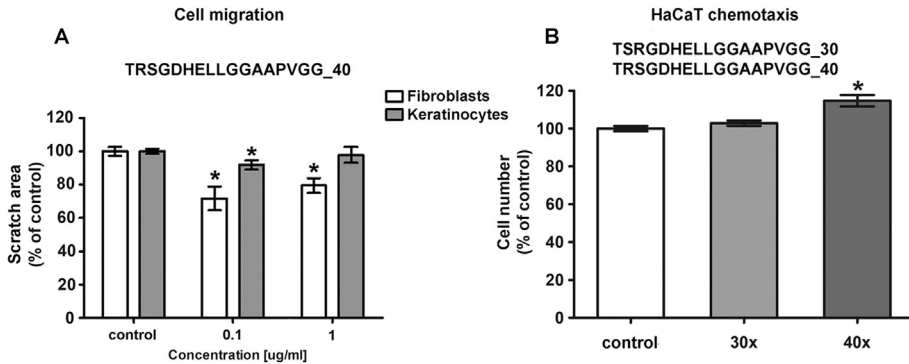 Cell migration
A
TRSGDHELLGGAAPVGG_40
Fibroblasts
Keratinocytes
Scratch area
(% of control)
120
100
80
60
40
20
0
* * *
control 0.1 1
Concentration [ug/ml]
HaCaT chemotaxis
B
TSRGDHELLGGAAPVGG_30
TRSGDHELLGGAAPVGG_40
Cell number
(% of control)
120
100
80
60
40
20
0
*
control 30x 40x